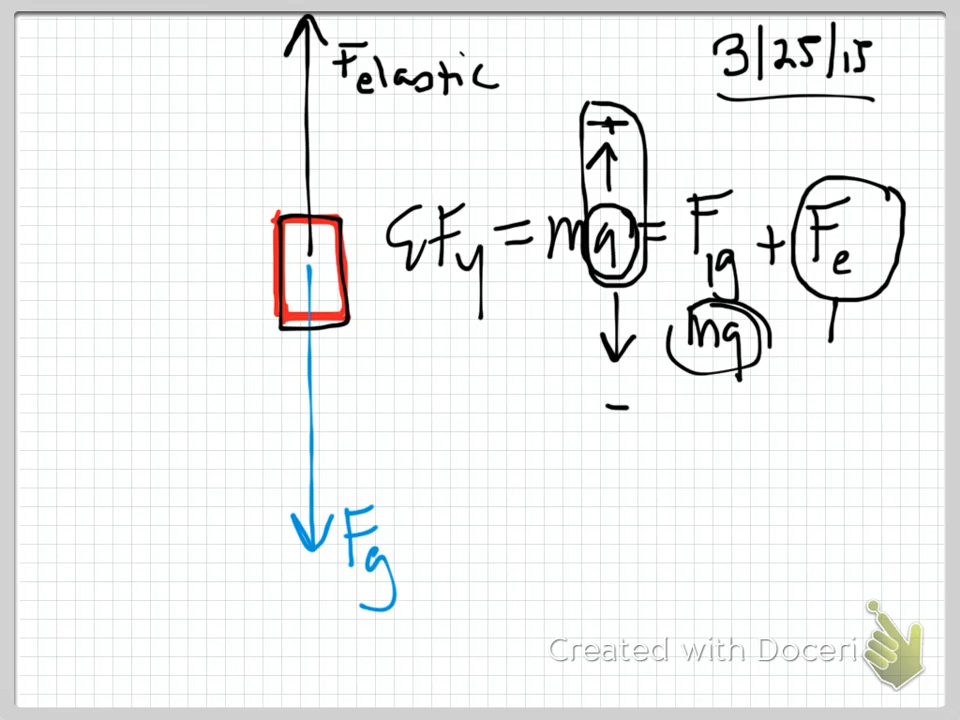 3/25/15
Felastic
+
ΣFy = ma = Fg + Fe
mg
-
Fg
Created with Doceri